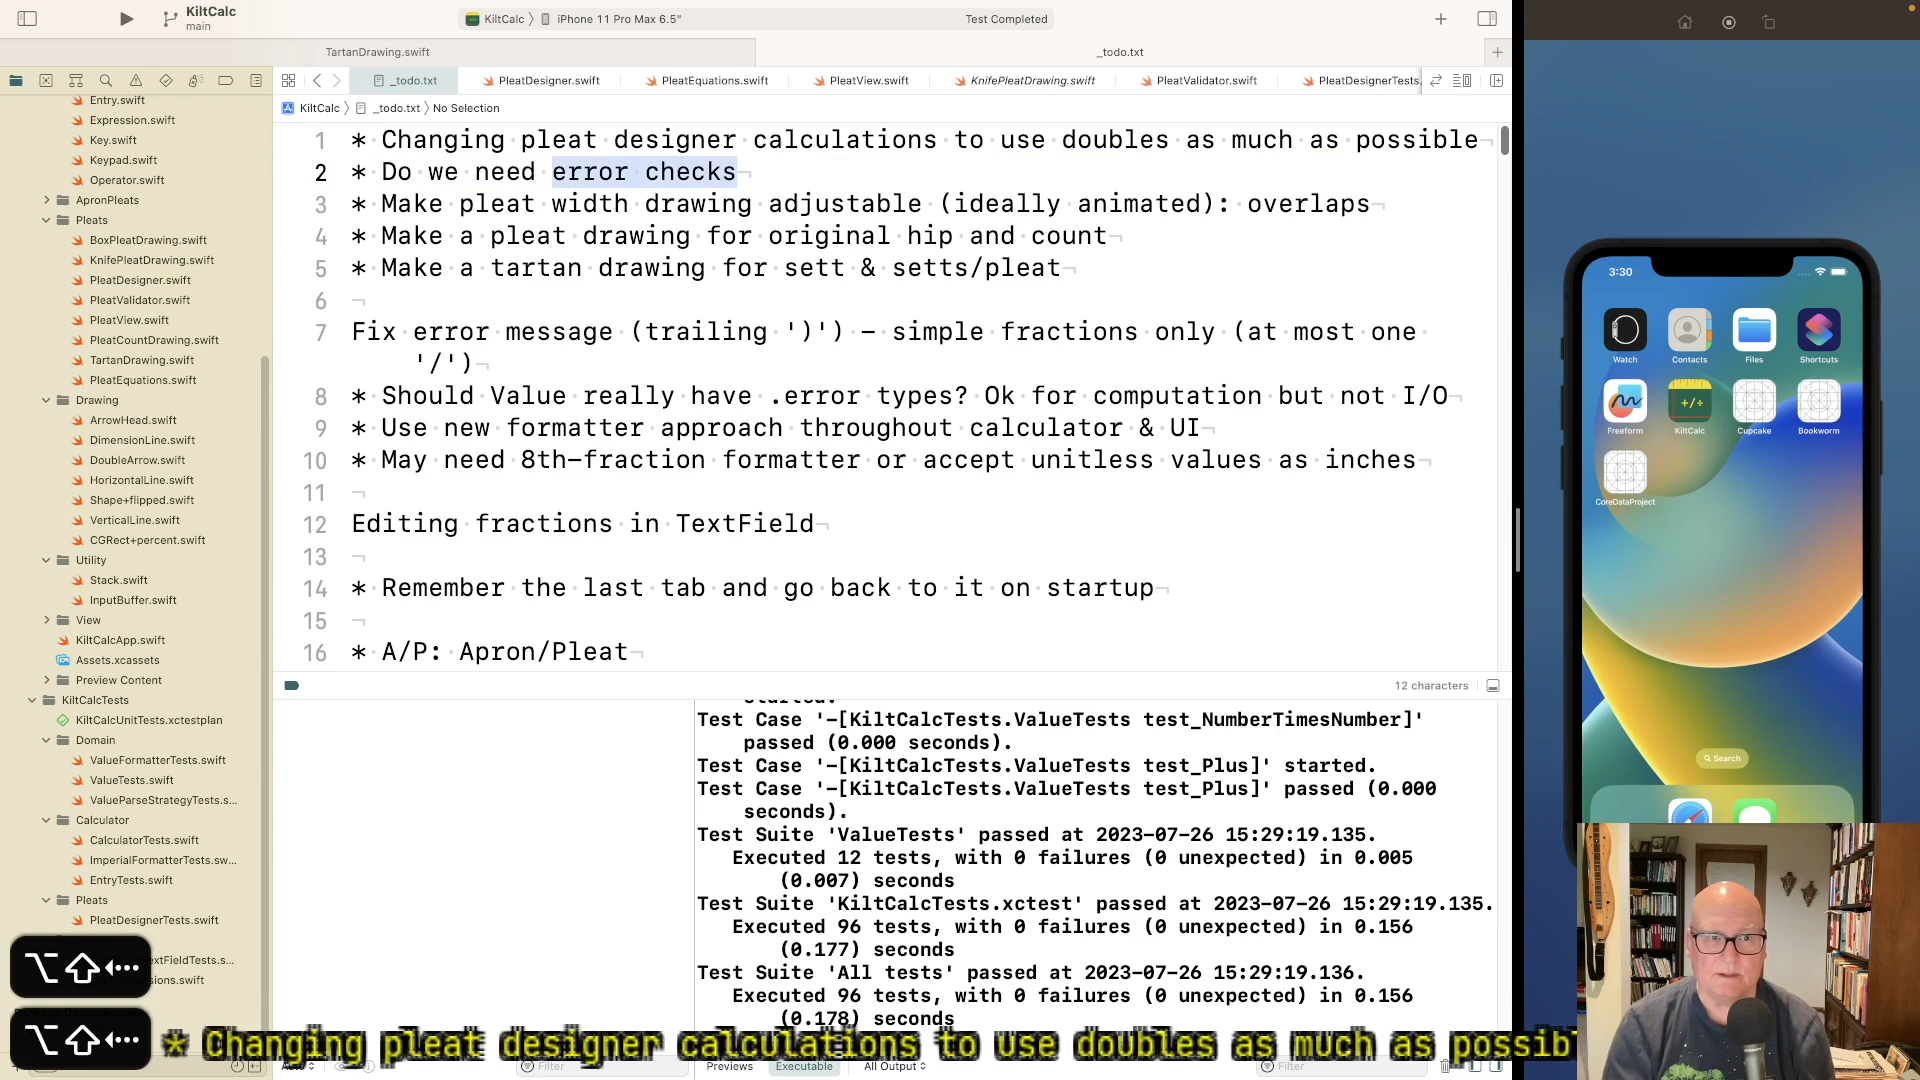 KiltCalc
main
KiltCalc
iPhone 11 Pro Max 6.5"
Test Completed
TartanDrawing.swift
_todo.txt
_todo.txt
PleatDesigner.swift
PleatEquations.swift
PleatView.swift
KnifePleatDrawing.swift
PleatValidator.swift
PleatDesignerTests.
KiltCalc
_todo.txt
No Selection
Entry.swift
Expression.swift
Key.swift
Keypad.swift
Operator.swift
ApronPleats
Pleats
BoxPleatDrawing.swift
KnifePleatDrawing.swift
PleatDesigner.swift
PleatValidator.swift
PleatView.swift
PleatCountDrawing.swift
TartanDrawing.swift
PleatEquations.swift
Drawing
ArrowHead.swift
DimensionLine.swift
DoubleArrow.swift
HorizontalLine.swift
Shape+flipped.swift
VerticalLine.swift
CGRect+percent.swift
Utility
Stack.swift
InputBuffer.swift
View
KiltCalcApp.swift
Assets.xcassets
Preview Content
KiltCalcTests
KiltCalcUnitTests.xctestplan
Domain
ValueFormatterTests.swift
ValueTests.swift
ValueParseStrategyTests.s...
Calculator
CalculatorTests.swift
ImperialFormatterTests.sw...
EntryTests.swift
Pleats
PleatDesignerTests.swift
extFieldTests.s...
sions.swift
1 * Changing pleat designer calculations to use doubles as much as possible
2 * Do we need error checks
3 * Make pleat width drawing adjustable (ideally animated): overlaps
4 * Make a pleat drawing for original hip and count
5 * Make a tartan drawing for sett & setts/pleat
6
7 Fix error message (trailing ')') – simple fractions only (at most one
'/')
8 * Should Value really have .error types? Ok for computation but not I/O
9 * Use new formatter approach throughout calculator & UI
10 * May need 8th-fraction formatter or accept unitless values as inches
11
12 Editing fractions in TextField
13
14 * Remember the last tab and go back to it on startup
15
16 * A/P: Apron/Pleat
12 characters
Test Case '-[KiltCalcTests.ValueTests test_NumberTimesNumber]'
passed (0.000 seconds).
Test Case '-[KiltCalcTests.ValueTests test_Plus]' started.
Test Case '-[KiltCalcTests.ValueTests test_Plus]' passed (0.000
seconds).
Test Suite 'ValueTests' passed at 2023-07-26 15:29:19.135.
Executed 12 tests, with 0 failures (0 unexpected) in 0.005
(0.007) seconds
Test Suite 'KiltCalcTests.xctest' passed at 2023-07-26 15:29:19.135.
Executed 96 tests, with 0 failures (0 unexpected) in 0.156
(0.177) seconds
Test Suite 'All tests' passed at 2023-07-26 15:29:19.136.
Executed 96 tests, with 0 failures (0 unexpected) in 0.156
(0.178) seconds
* Changing pleat designer calculations to use doubles as much as possib
Filter
Previews
Executable
All Output
Filter
3:30
Watch
Contacts
Files
Shortcuts
+/÷
Freeform
KiltCalc
Cupcake
Bookworm
CoreDataProject
Search